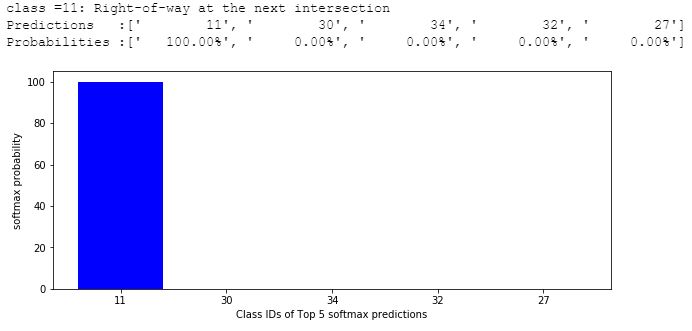 class =11: Right-of-way at the next intersection
Predictions   :['        11', '        30', '        34', '        32', '        27']
Probabilities :['   100.00%', '     0.00%', '     0.00%', '     0.00%', '     0.00%']
100
80
60
40
20
0
softmax probability
11 30 34 32 27
Class IDs of Top 5 softmax predictions